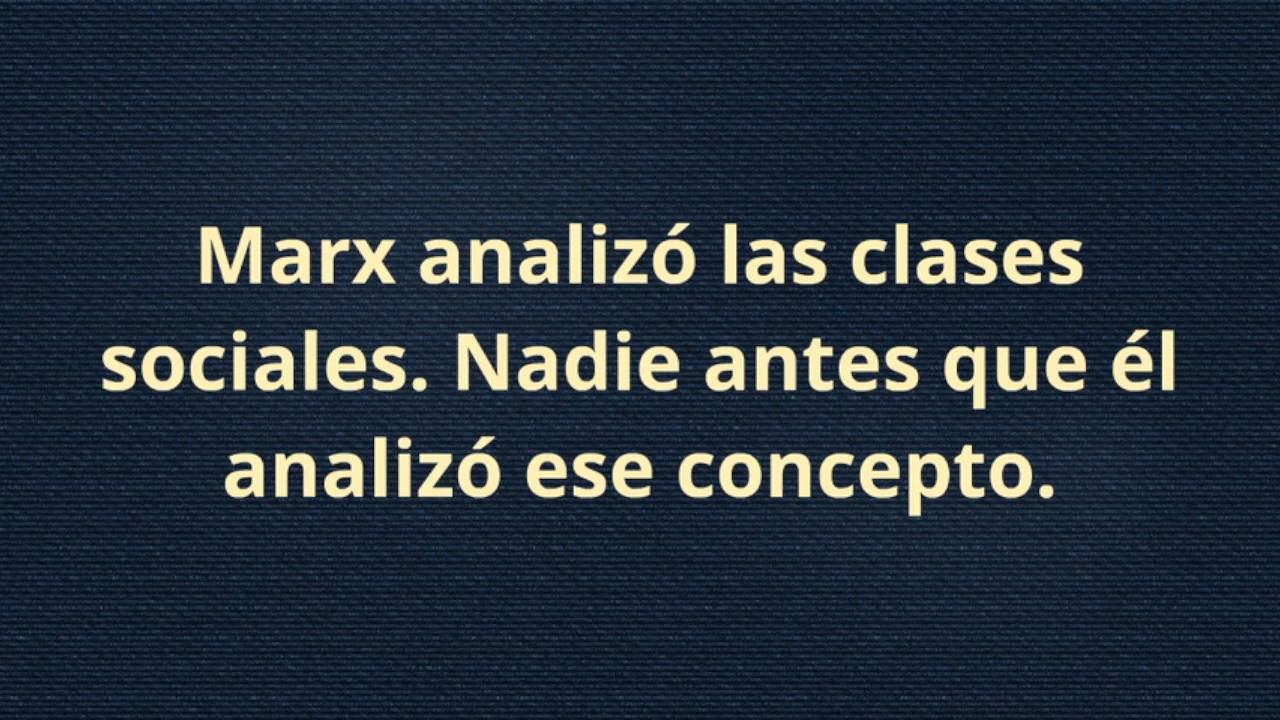 Marx analizó las clases
sociales. Nadie antes que él
analizó ese concepto.